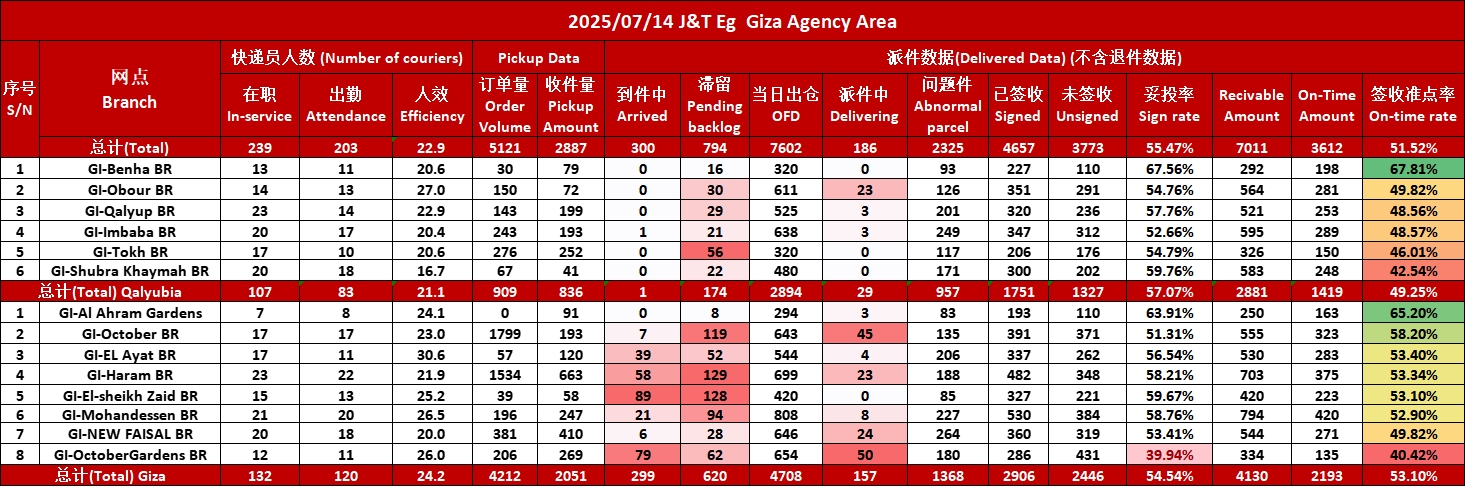 2025/07/14 J&T Eg  Giza Agency Area
序号 S/N 网点 Branch 快递员人数 (Number of couriers) Pickup Data 派件数据(Delivered Data) (不含退件数据)
在职 In-service 出勤 Attendance 人效 Efficiency 订单量 Order Volume 收件量 Pickup Amount 到件中 Arrived 滞留 Pending backlog 当日出仓 OFD 派件中 Delivering 问题件 Abnormal parcel 已签收 Signed 未签收 Unsigned 妥投率 Sign rate Recivable Amount On-Time Amount 签收准点率 On-time rate
总计(Total) 239 203 22.9 5121 2887 300 794 7602 186 2325 4657 3773 55.47% 7011 3612 51.52%
1 GI-Benha BR 13 11 20.6 30 79 0 16 320 0 93 227 110 67.56% 292 198 67.81%
2 GI-Obour BR 14 13 27.0 150 72 0 30 611 23 126 351 291 54.76% 564 281 49.82%
3 GI-Qalyup BR 23 14 22.9 143 199 0 29 525 3 201 320 236 57.76% 521 253 48.56%
4 GI-Imbaba BR 20 17 20.4 243 193 1 21 638 3 249 347 312 52.66% 595 289 48.57%
5 GI-Tokh BR 17 10 20.6 276 252 0 56 320 0 117 206 176 54.79% 326 150 46.01%
6 GI-Shubra Khaymah BR 20 18 16.7 67 41 0 22 480 0 171 300 202 59.76% 583 248 42.54%
总计(Total) Qalyubia 107 83 21.1 909 836 1 174 2894 29 957 1751 1327 57.07% 2881 1419 49.25%
1 GI-Al Ahram Gardens 7 8 24.1 0 91 0 8 294 3 83 193 110 63.91% 250 163 65.20%
2 GI-October BR 17 17 23.0 1799 193 7 119 643 45 135 391 371 51.31% 555 323 58.20%
3 GI-EL Ayat BR 17 11 30.6 57 120 39 52 544 4 206 337 262 56.54% 530 283 53.40%
4 GI-Haram BR 23 22 21.9 1534 663 58 129 699 23 188 482 348 58.21% 703 375 53.34%
5 GI-El-sheikh Zaid BR 15 13 25.2 39 58 89 128 420 0 85 327 221 59.67% 420 223 53.10%
6 GI-Mohandessen BR 21 20 26.5 196 247 21 94 808 8 227 530 384 58.76% 794 420 52.90%
7 GI-NEW FAISAL BR 20 18 20.0 381 410 6 28 646 24 264 360 319 53.41% 544 271 49.82%
8 GI-OctoberGardens BR 12 11 26.0 206 269 79 62 654 50 180 286 431 39.94% 334 135 40.42%
总计(Total) Giza 132 120 24.2 4212 2051 299 620 4708 157 1368 2906 2446 54.54% 4130 2193 53.10%